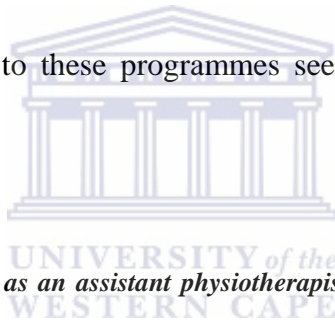 to these programmes see
UNIVERSITY of the
as an assistant physiotherapis
WESTERN CAPE